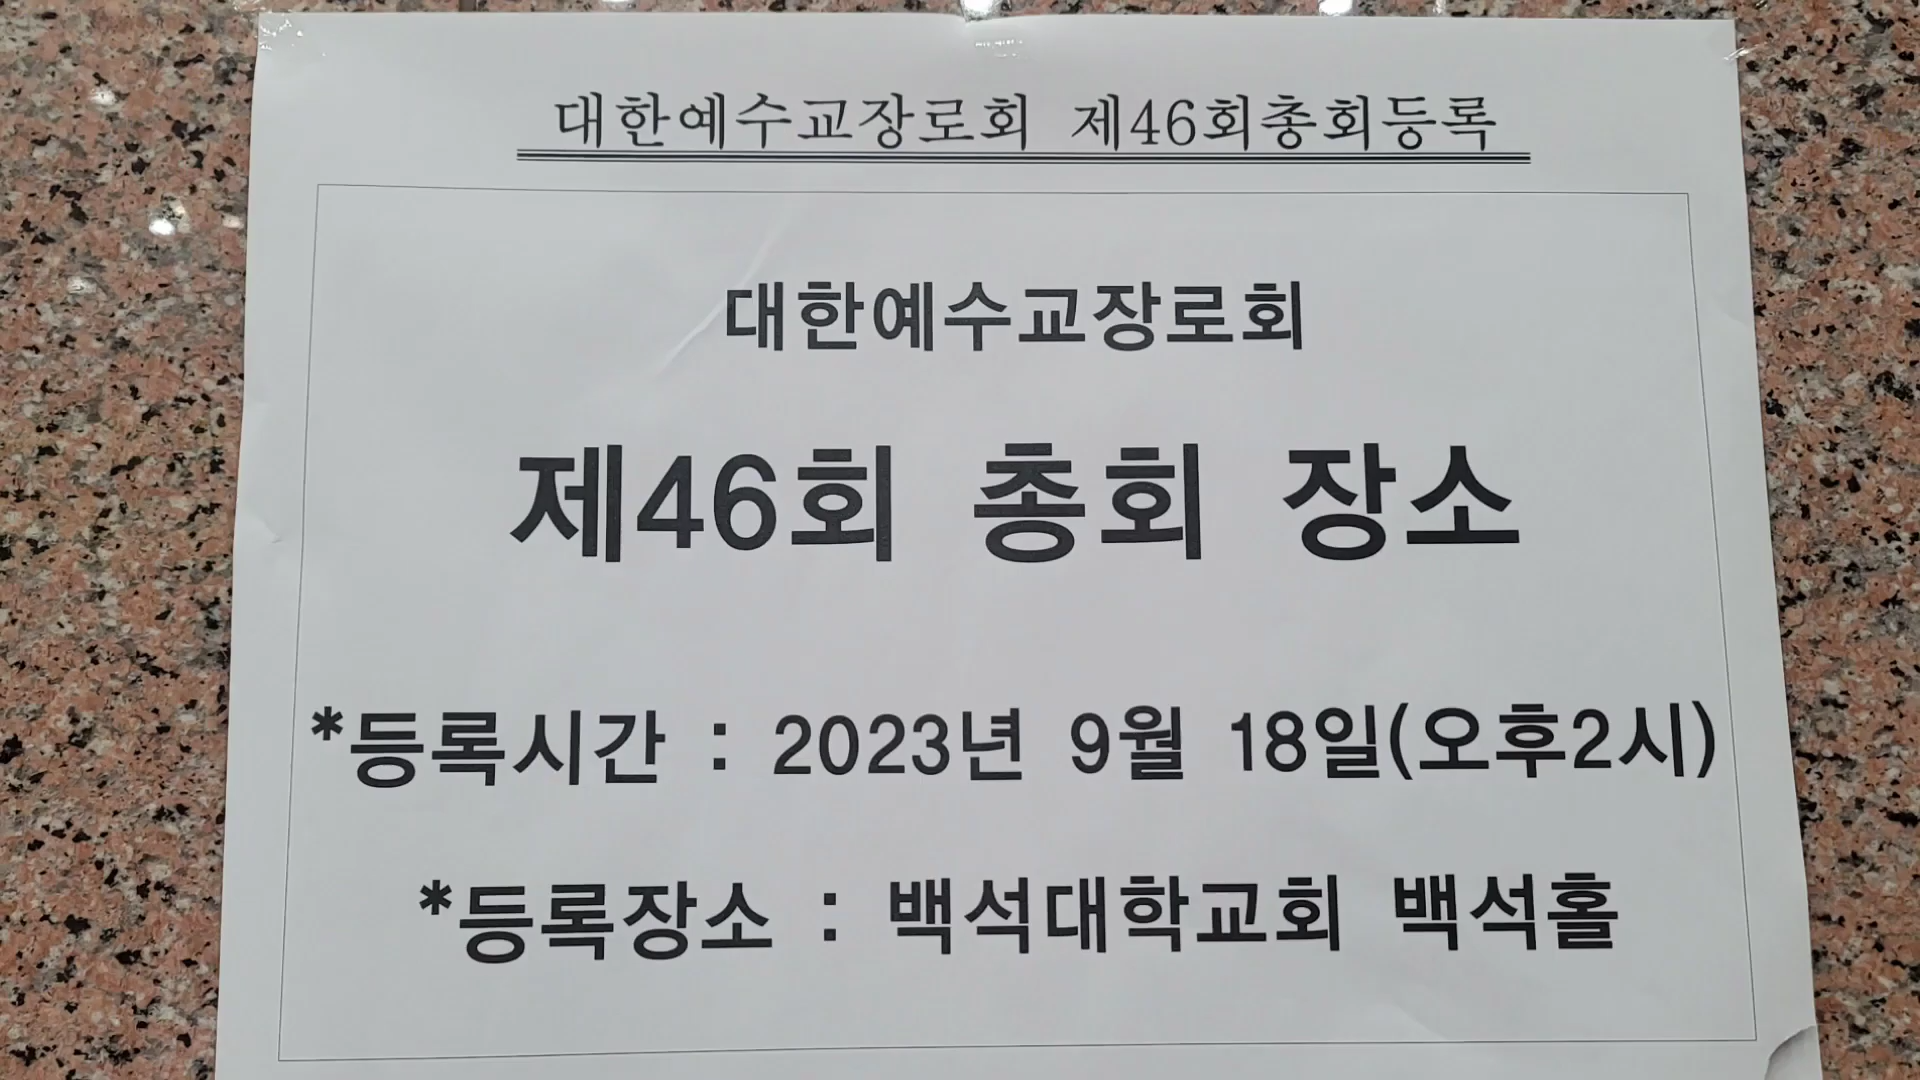 대한예수교장로회 제46회총회등록
대한예수교장로회
제46회 총회 장소
*등록시간 : 2023년 9월 18일(오후2시)
*등록장소 : 백석대학교회 백석홀